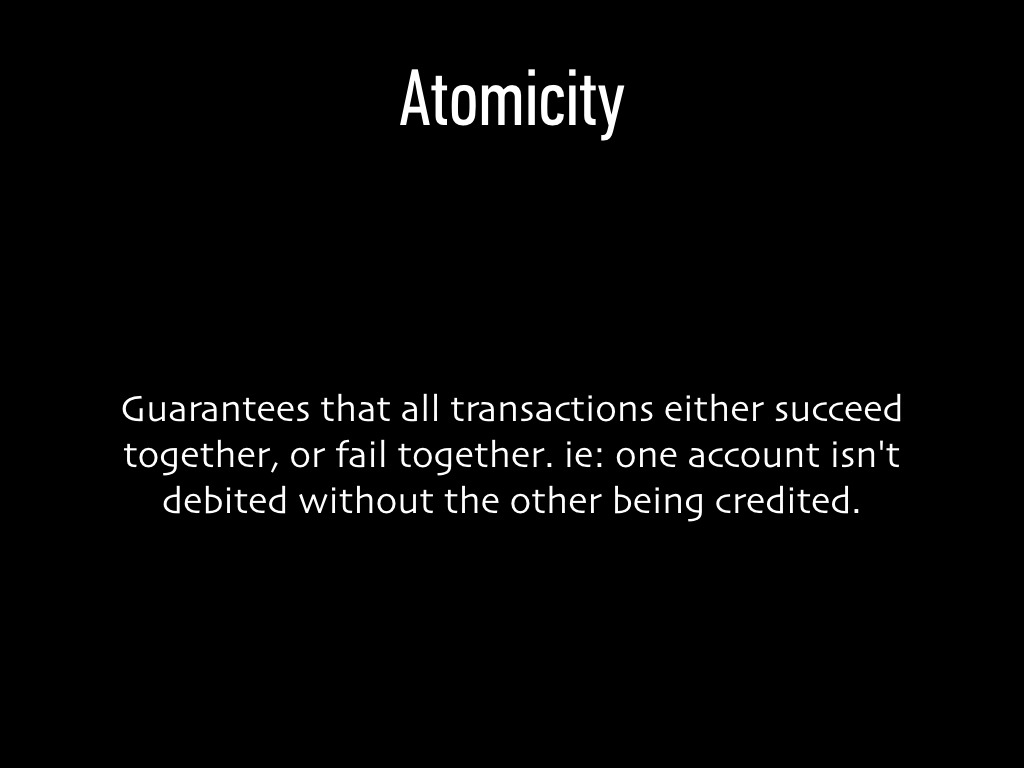 Atomicity
Guarantees that all transactions either succeed
together, or fail together. ie: one account isn't
debited without the other being credited.